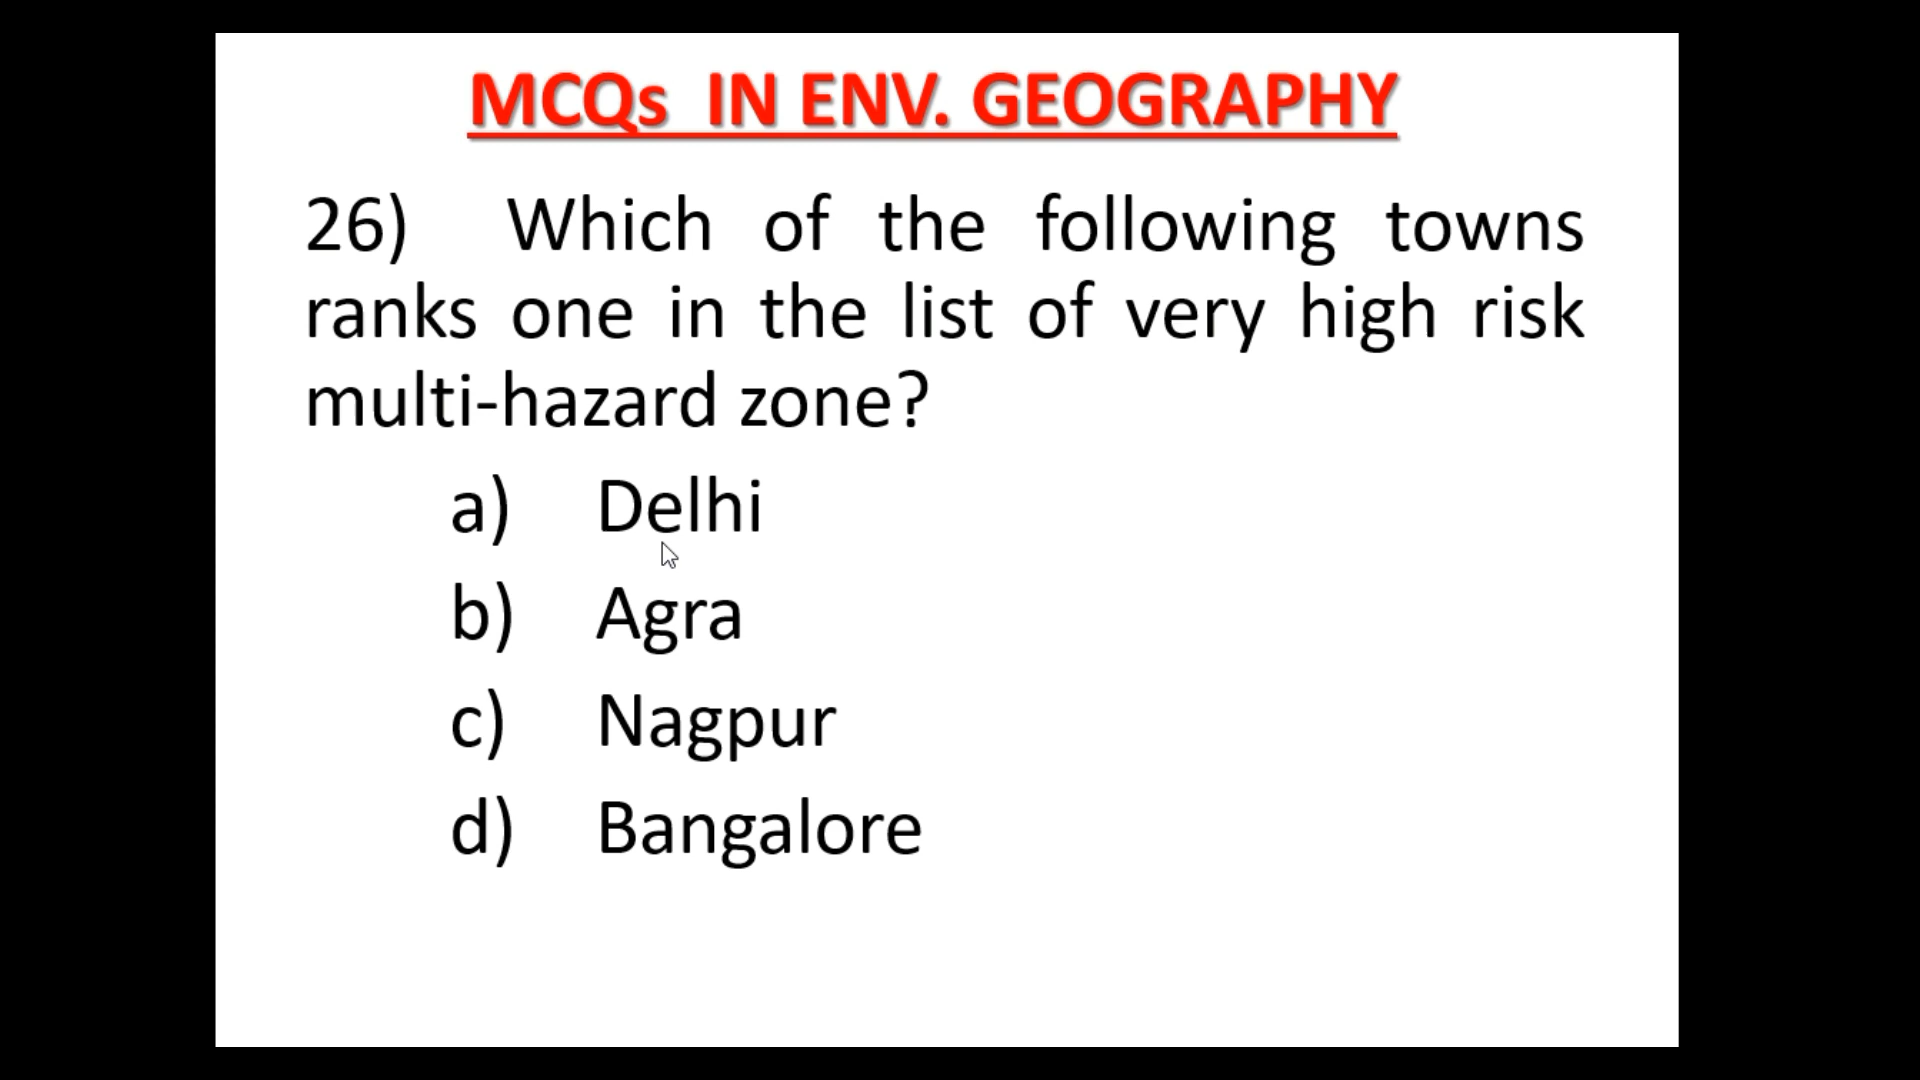 MCQs IN ENV. GEOGRAPHY
26) Which of the following towns
ranks one in the list of very high risk
multi-hazard zone?
a) Delhi
b) Agra
c) Nagpur
d) Bangalore